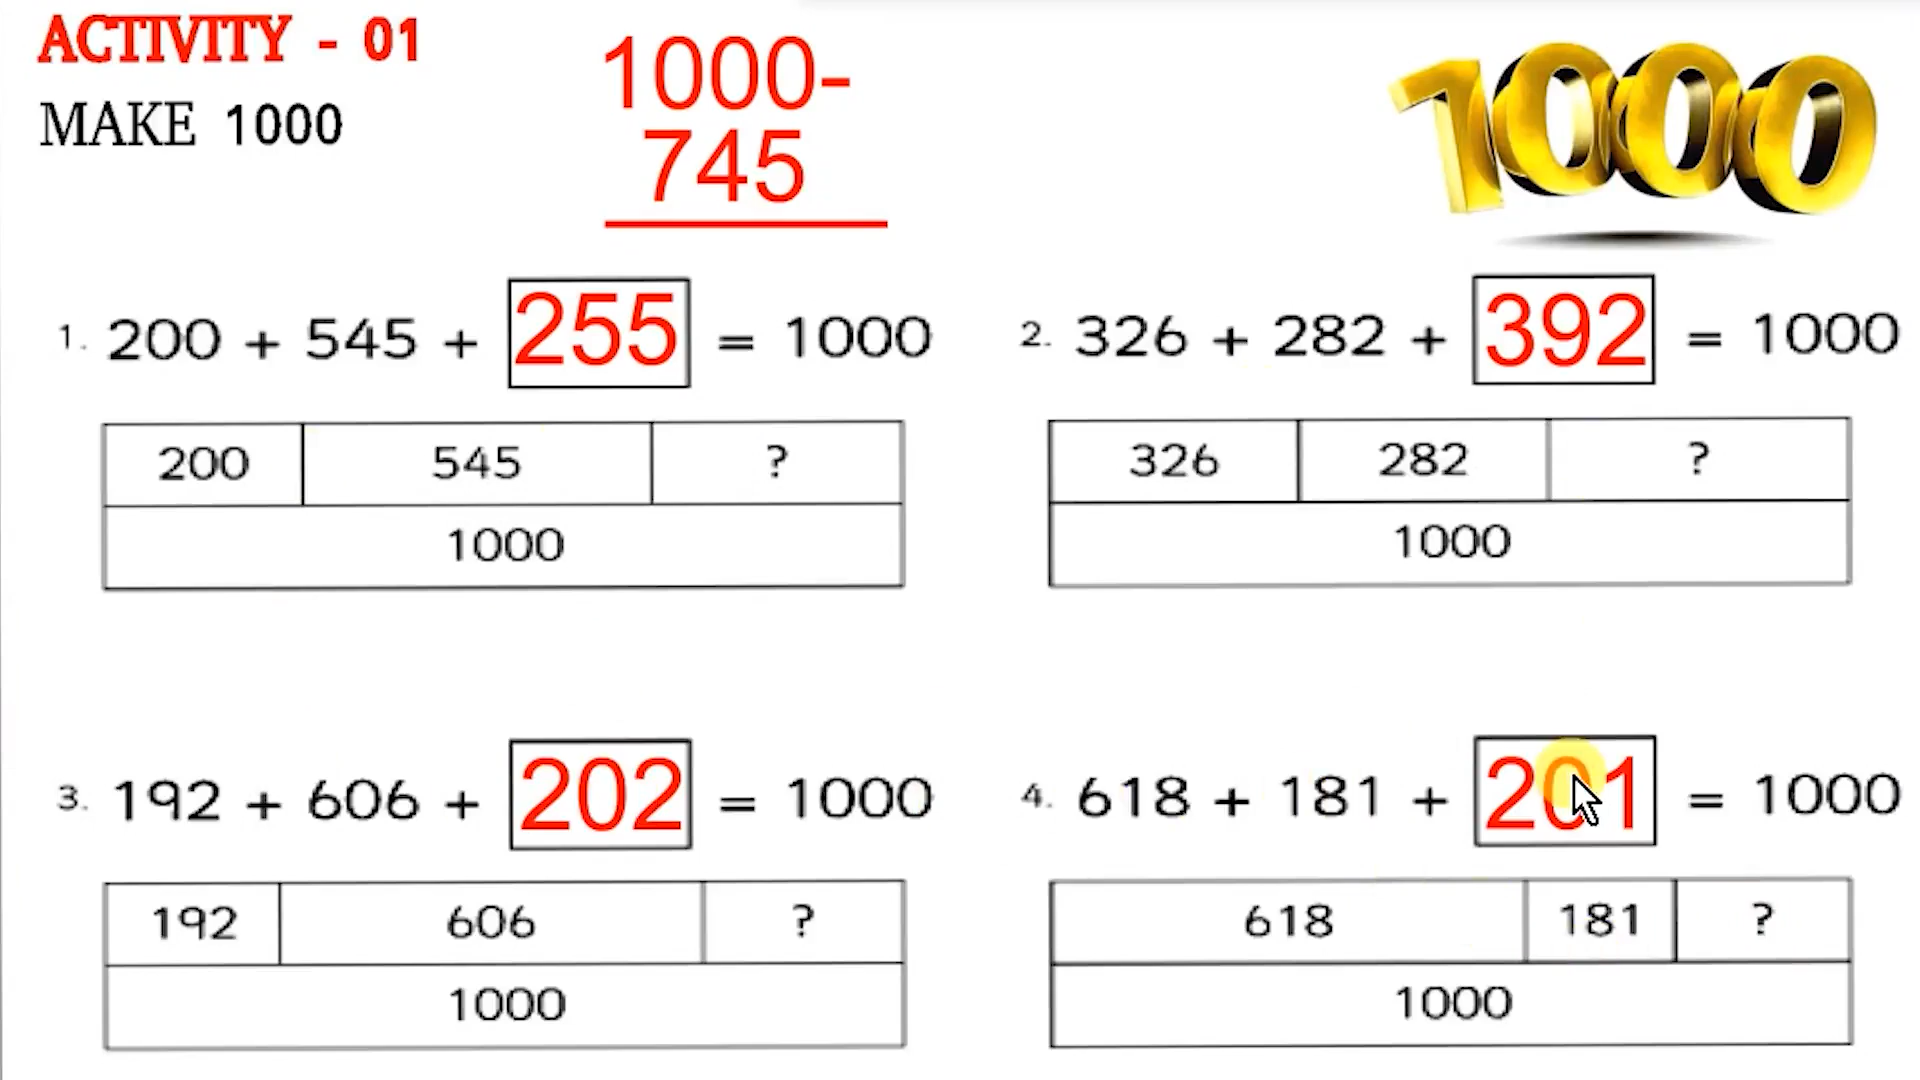 ACTIVITY - 01
MAKE 1000
1000-
745
1000
1. 200 + 545 + 255 = 1000
200 545 ?
1000
2. 326 + 282 + 392 = 1000
326 282 ?
1000
3. 192 + 606 + 202 = 1000
192 606 ?
1000
4. 618 + 181 + 201 = 1000
618 181 ?
1000